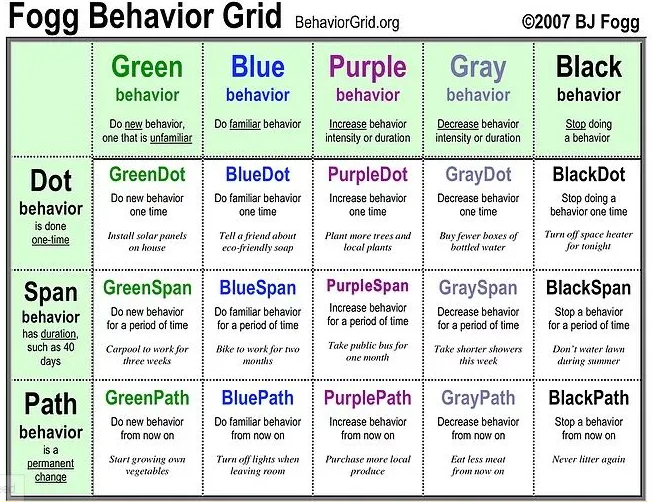 Fogg Behavior Grid BehaviorGrid.org ©2007 BJ Fogg
Green
behavior
Do new behavior,
one that is unfamiliar
Blue
behavior
Do familiar behavior
Purple
behavior
Increase behavior
intensity or duration
Gray
behavior
Decrease behavior
intensity or duration
Black
behavior
Stop doing
a behavior
Dot
behavior
is done
one-time
GreenDot
Do new behavior
one time
Install solar panels
on house
BlueDot
Do familiar behavior
one time
Tell a friend about
eco-friendly soap
PurpleDot
Increase behavior
one time
Plant more trees and
local plants
GrayDot
Decrease behavior
one time
Buy fewer boxes of
bottled water
BlackDot
Stop doing a
behavior one time
Turn off space heater
for tonight
Span
behavior
has duration,
such as 40
days
GreenSpan
Do new behavior
for a period of time
Carpool to work for
three weeks
BlueSpan
Do familiar behavior
for a period of time
Bike to work for two
months
PurpleSpan
Increase behavior
for a period of time
Take public bus for
one month
GraySpan
Decrease behavior
for a period of time
Take shorter showers
this week
BlackSpan
Stop a behavior
for a period of time
Don't water lawn
during summer
Path
behavior
is a
permanent
change
GreenPath
Do new behavior
from now on
Start growing own
vegetables
BluePath
Do familiar behavior
from now on
Turn off lights when
leaving room
PurplePath
Increase behavior
from now on
Purchase more local
produce
GrayPath
Decrease behavior
from now on
Eat less meat
from now on
BlackPath
Stop a behavior
from now on
Never litter again